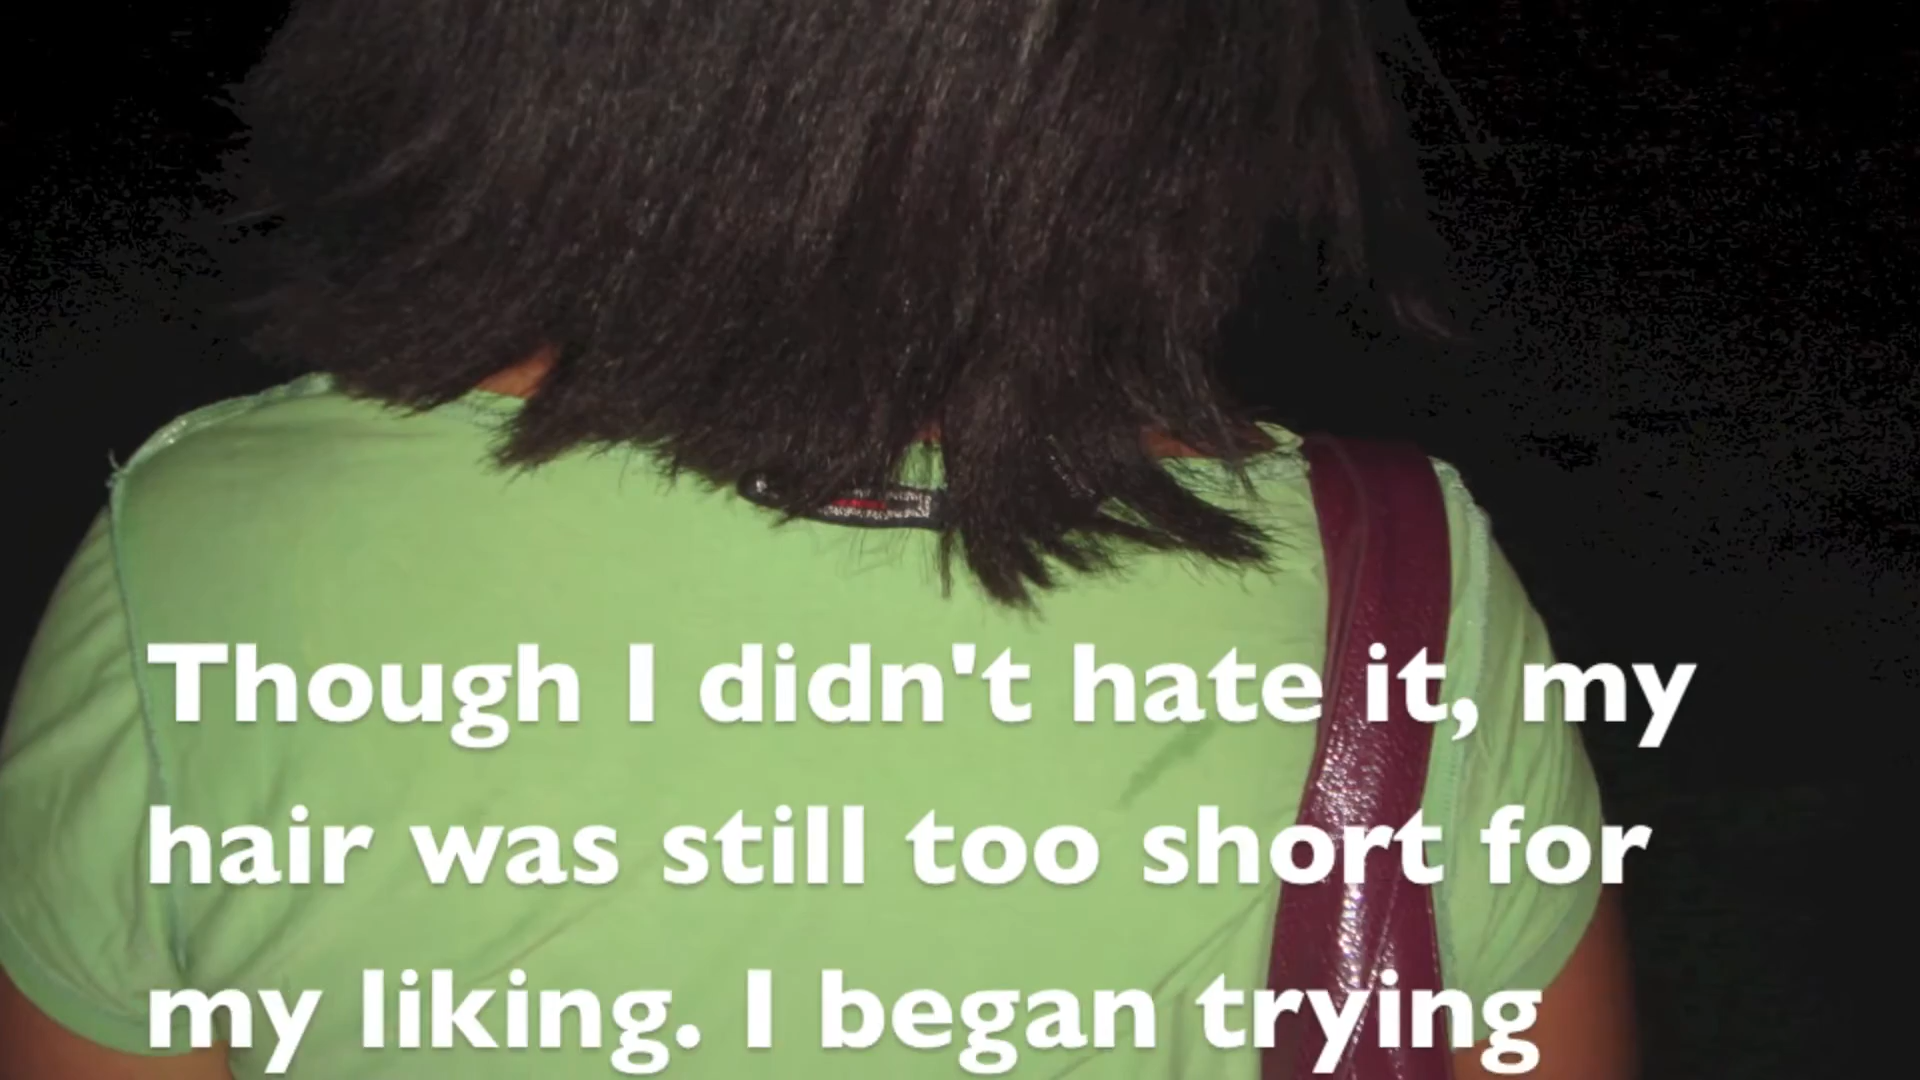 Though I didn't hate it, my
hair was still too short for
my liking. I began trying